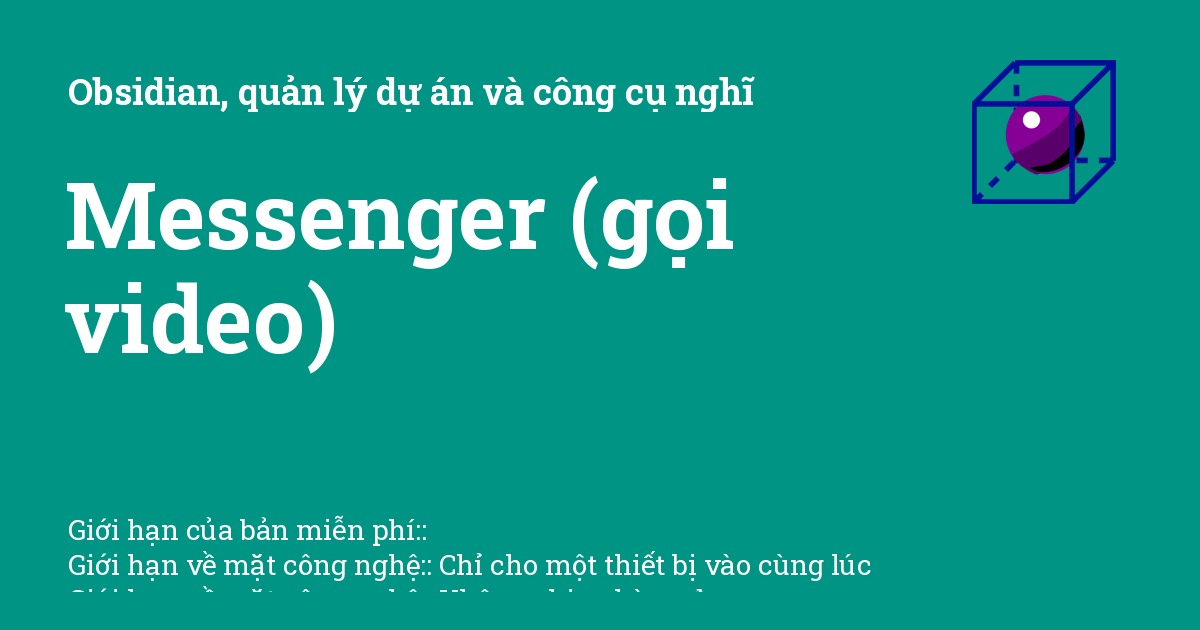 Obsidian, quản lý dự án và công cụ nghĩ
Messenger (gọi
video)
Giới hạn của bản miễn phí::
Giới hạn về mặt công nghệ:: Chỉ cho một thiết bị vào cùng lúc